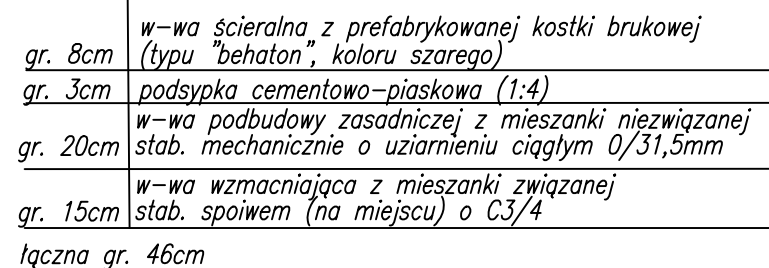 w-wa ścieralna z prefabrykowanej kostki brukowej
gr. 8cm (typu "behaton", koloru szarego)
gr. 3cm podsypka cementowo-piaskowa (1:4)
w-wa podbudowy zasadniczej z mieszanki niezwiązanej
gr. 20cm stab. mechanicznie o uziarnieniu ciągłym 0/31,5mm
w-wa wzmacniająca z mieszanki związanej
gr. 15cm stab. spoiwem (na miejscu) o C3/4
łączna gr. 46cm